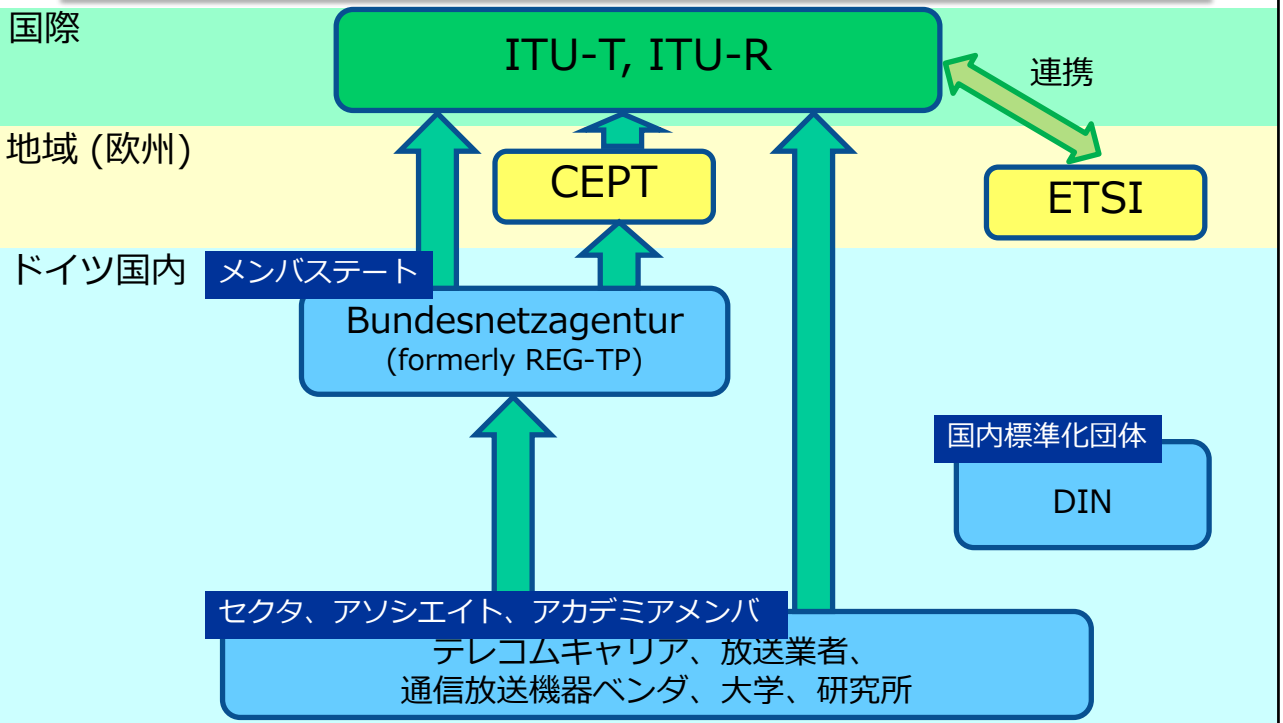 国際
ITU-T, ITU-R
連携
地域 (欧州)
CEPT
ETSI
ドイツ国内
メンバステート
Bundesnetzagentur
(formerly REG-TP)
国内標準化団体
DIN
セクタ、アソシエイト、アカデミアメンバ
テレコムキャリア、放送業者、
通信放送機器ベンダ、大学、研究所